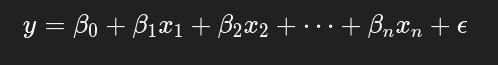 y = β₀ + β₁x₁ + β₂x₂ + ⋯ + βₙxₙ + ϵ